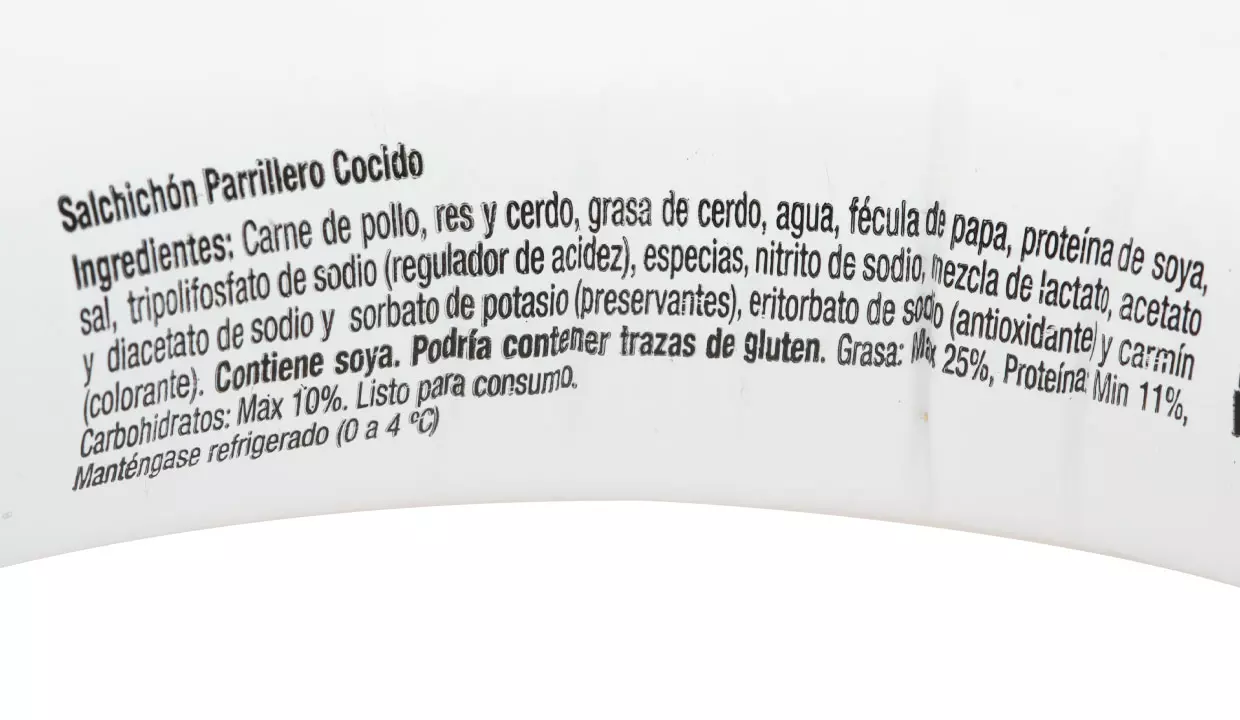 Salchichón Parrillero Cocido
Ingredientes: Carne de pollo, res y cerdo, grasa de cerdo, agua, fécula de papa, proteína de soya,
sal, tripolifosfato de sodio (regulador de acidez), especias, nitrito de sodio, mezcla de lactato, acetato
y diacetato de sodio y sorbato de potasio (preservantes), eritorbato de sodio (antioxidante) y carmín
(colorante). Contiene soya. Podría contener trazas de gluten. Grasa: Máx 25%, Proteína Min 11%,
Carbohidratos: Máx 10%. Listo para consumo.
Manténgase refrigerado (0 a 4 ºC)